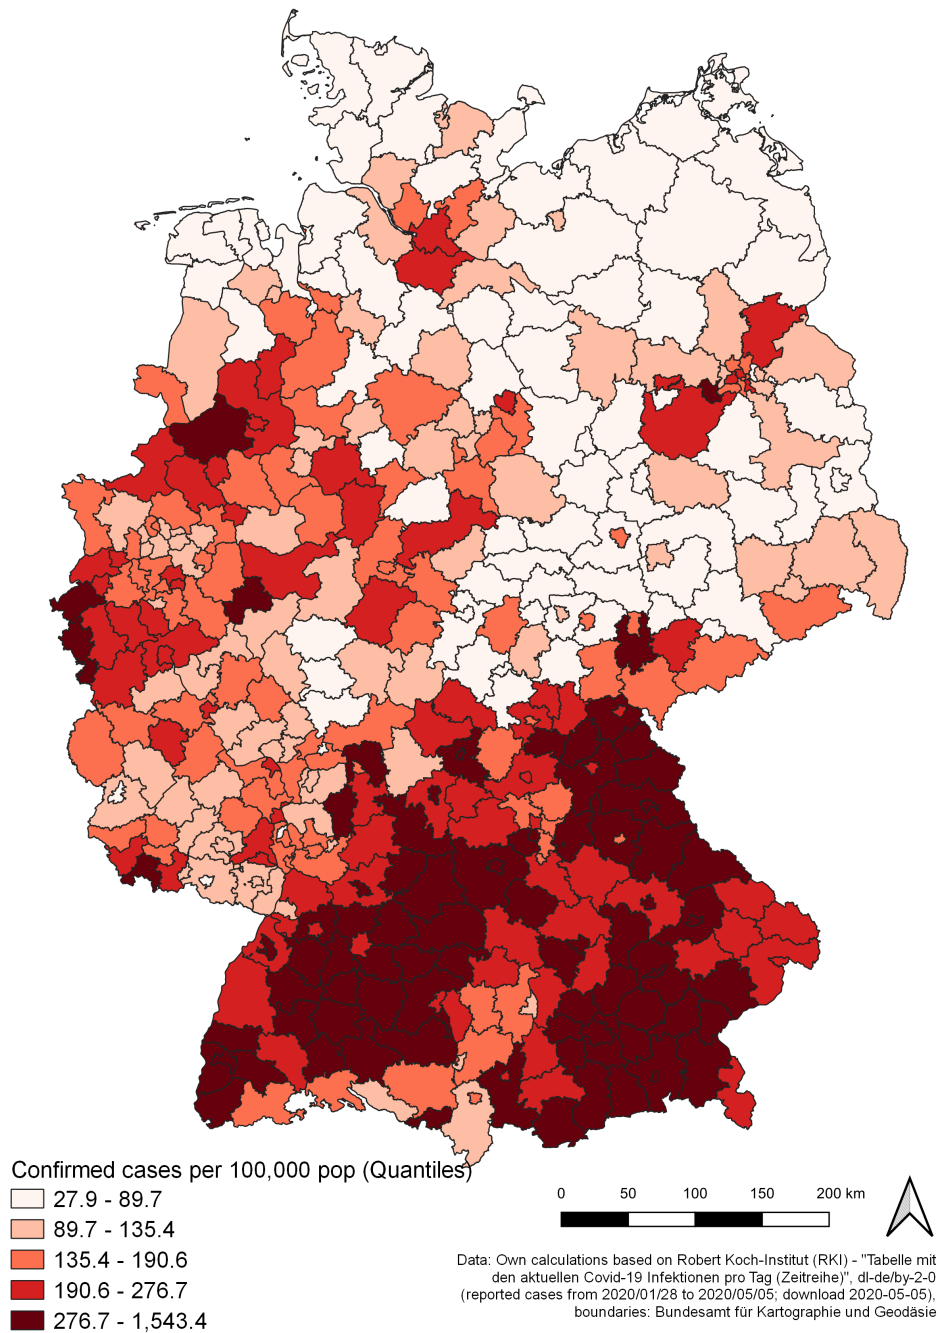 Confirmed cases per 100,000 pop (Quantiles)
27.9 - 89.7
89.7 - 135.4
135.4 - 190.6
190.6 - 276.7
276.7 - 1,543.4
0 50 100 150 200 km
Data: Own calculations based on Robert Koch-Institut (RKI) - "Tabelle mit
den aktuellen Covid-19 Infektionen pro Tag (Zeitreihe)", dl-de/by-2-0
(reported cases from 2020/01/28 to 2020/05/05; download 2020-05-05),
boundaries: Bundesamt für Kartographie und Geodäsie